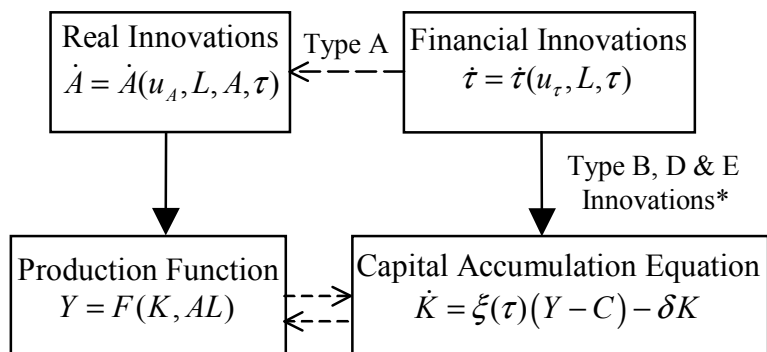 Real Innovations
Ȧ = Ȧ(u_A, L, A, τ)
Type A
Financial Innovations
τ̇ = τ̇(u_τ, L, τ)
Type B, D & E
Innovations*
Production Function
Y = F(K, AL)
Capital Accumulation Equation
K̇ = ξ(τ)(Y − C) − δK